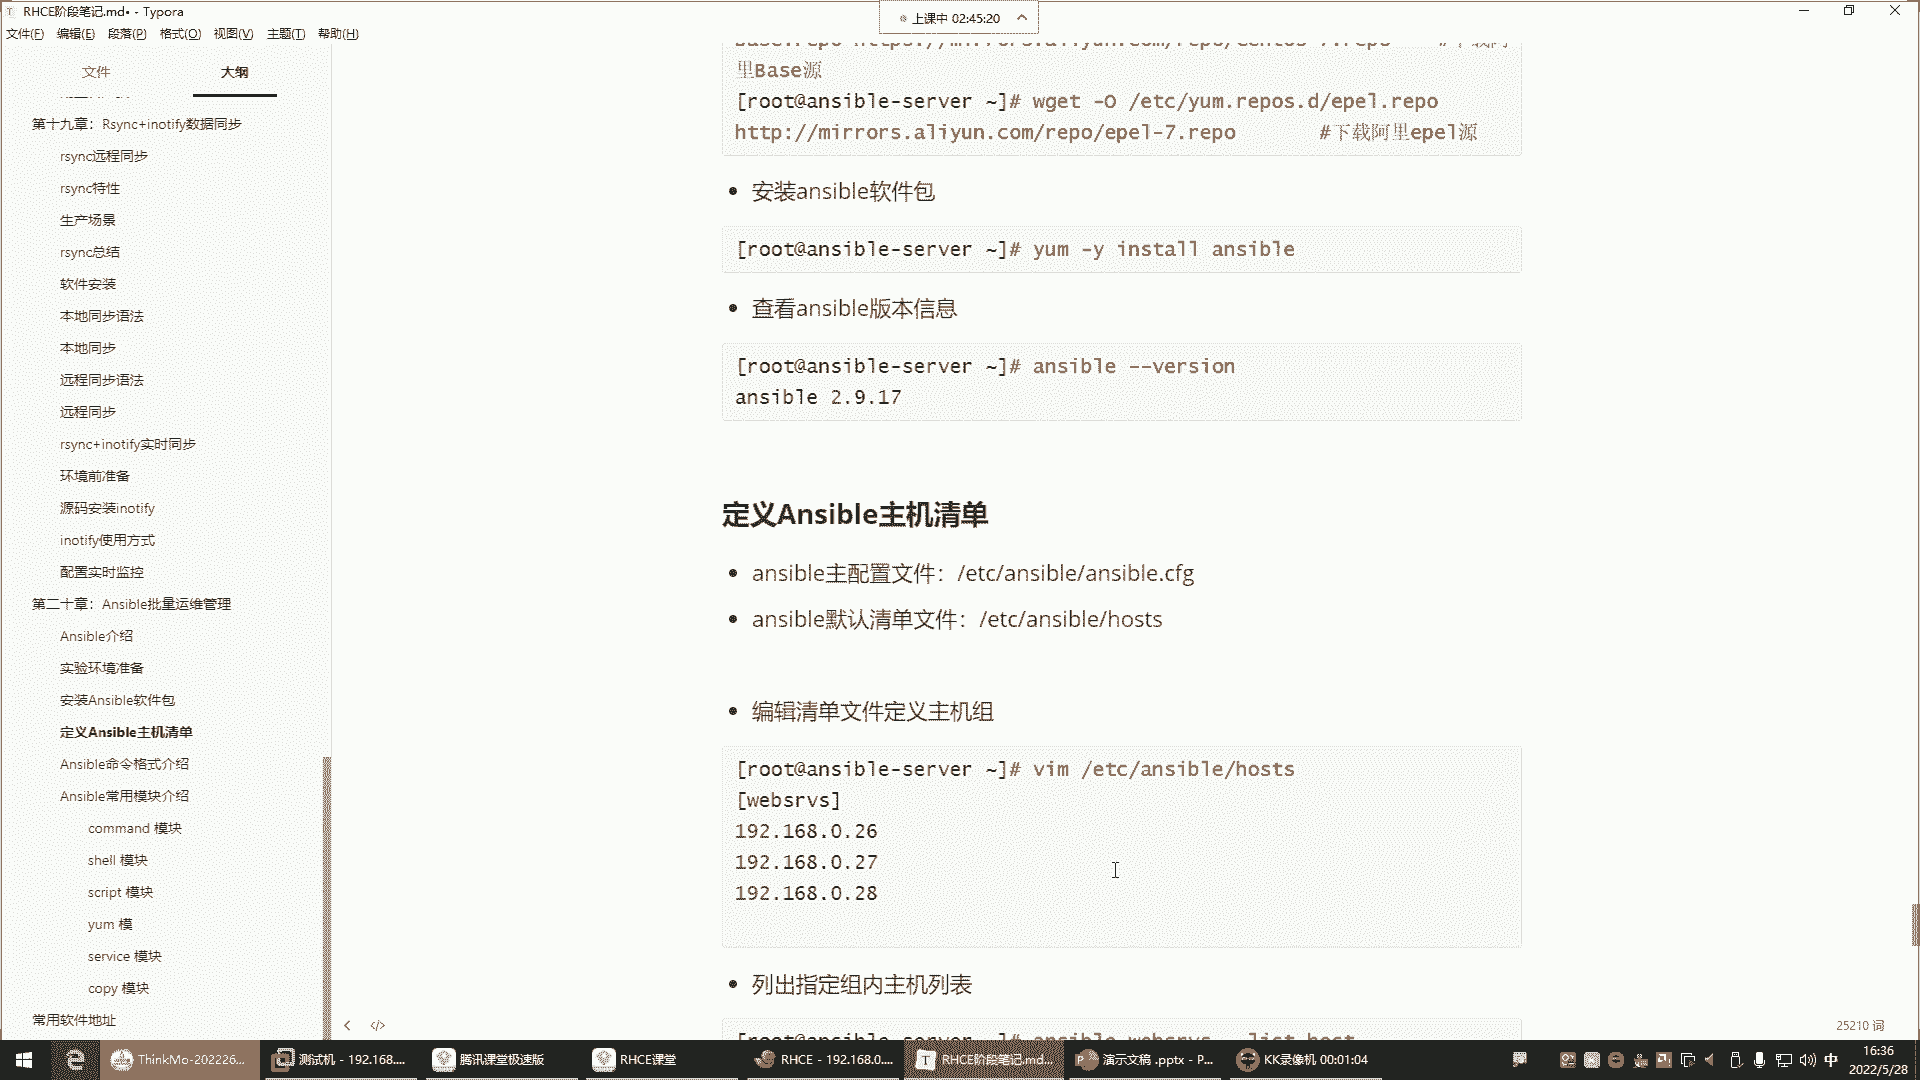 RHCE阶段笔记.md• - Typora
上课中 02:45:20
文件(F) 编辑(E) 段落(P) 格式(O) 视图(V) 主题(T) 帮助(H)
文件 大纲
第十九章：Rsync+inotify数据同步
rsync远程同步
rsync特性
生产场景
rsync总结
软件安装
本地同步语法
本地同步
远程同步语法
远程同步
rsync+inotify实时同步
环境前准备
源码安装inotify
inotify使用方式
配置实时监控
第二十章：Ansible批量运维管理
Ansible介绍
实验环境准备
安装Ansible软件包
定义Ansible主机清单
Ansible命令格式介绍
Ansible常用模块介绍
command 模块
shell 模块
script 模块
yum 模
service 模块
copy 模块
常用软件地址
Base.repo https://mirrors.aliyun.com/repo/Centos-7.repo #下载阿
里Base源
[root@ansible-server ~]# wget -O /etc/yum.repos.d/epel.repo
http://mirrors.aliyun.com/repo/epel-7.repo #下载阿里epel源
安装ansible软件包
[root@ansible-server ~]# yum -y install ansible
查看ansible版本信息
[root@ansible-server ~]# ansible --version
ansible 2.9.17
定义Ansible主机清单
ansible主配置文件：/etc/ansible/ansible.cfg
ansible默认清单文件：/etc/ansible/hosts
编辑清单文件定义主机组
[root@ansible-server ~]# vim /etc/ansible/hosts
[websrvs]
192.168.0.26
192.168.0.27
192.168.0.28
列出指定组内主机列表
[root@ansible-server ~]# ansible websrvs --list-host
25210 词
ThinkMo-202226...
测试机 - 192.168....
腾讯课堂极速版
RHCE课堂
RHCE - 192.168.0....
RHCE阶段笔记.md...
演示文稿 .pptx - P...
KK录像机 00:01:04
中
16:36
2022/5/28